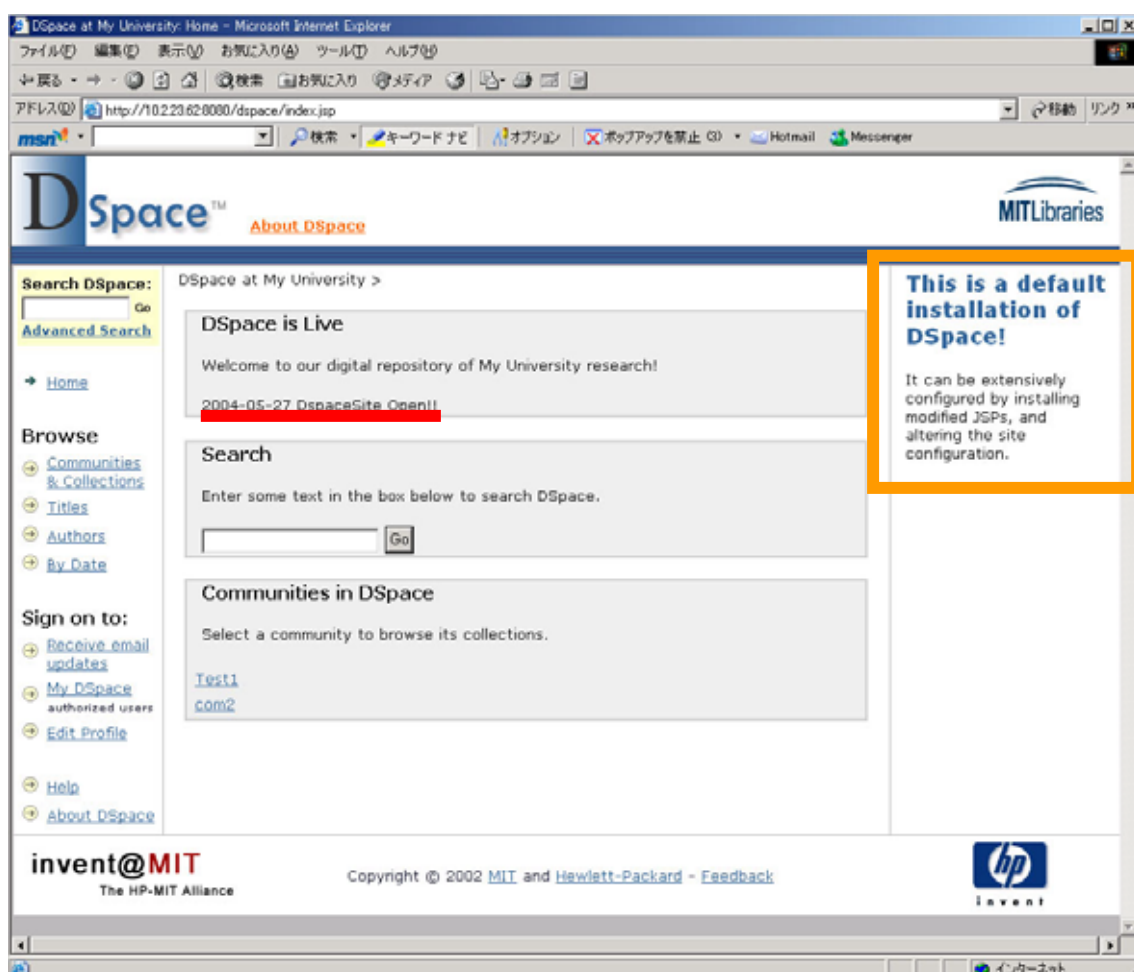 DSpace at My University: Home - Microsoft Internet Explorer
ファイル(F) 編集(E) 表示(V) お気に入り(A) ツール(T) ヘルプ(H)
戻る 検索 お気に入り メディア
アドレス(D) http://10.2.23.62:8080/dspace/index.jsp 移動 リンク »
msn 検索 キーワード ナビ オプション ポップアップを禁止 (3) Hotmail Messenger
DSpace™ About DSpace
MITLibraries
Search DSpace:
Go
Advanced Search
Home
Browse
Communities
& Collections
Titles
Authors
By Date
Sign on to:
Receive email
updates
My DSpace
authorized users
Edit Profile
Help
About DSpace
DSpace at My University >
DSpace is Live
Welcome to our digital repository of My University research!
2004-05-27 DspaceSite Open!!
Search
Enter some text in the box below to search DSpace.
Go
Communities in DSpace
Select a community to browse its collections.
Test1
com2
This is a default
installation of
DSpace!
It can be extensively
configured by installing
modified JSPs, and
altering the site
configuration.
invent@MIT
The HP-MIT Alliance
Copyright © 2002 MIT and Hewlett-Packard - Feedback
hp
invent
インターネット